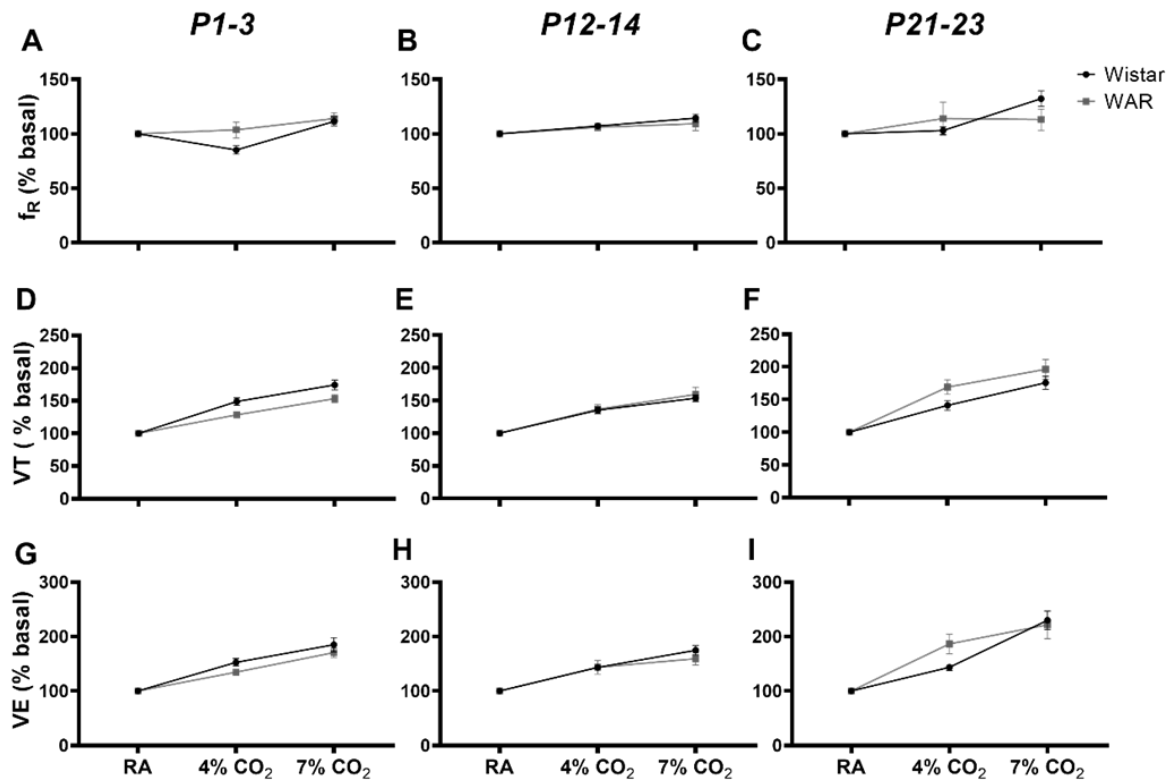 P1-3 P12-14 P21-23
A B C
150 150 150
Wistar
WAR
100 100 100
50 50 50
0 0 0
fR (% basal)
D E F
250 250 250
200 200 200
150 150 150
100 100 100
50 50 50
0 0 0
VT ( % basal)
G H I
300 300 300
200 200 200
100 100 100
0 0 0
VE (% basal)
RA 4% CO2 7% CO2 RA 4% CO2 7% CO2 RA 4% CO2 7% CO2